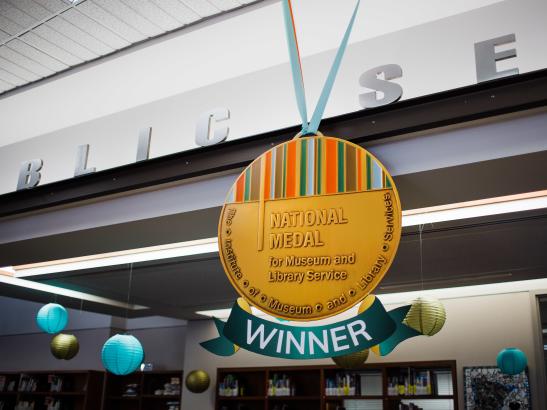 BLIC SE
NATIONAL
MEDAL
for Museum and
Library Service
The Institute of Museum and Library Services
WINNER